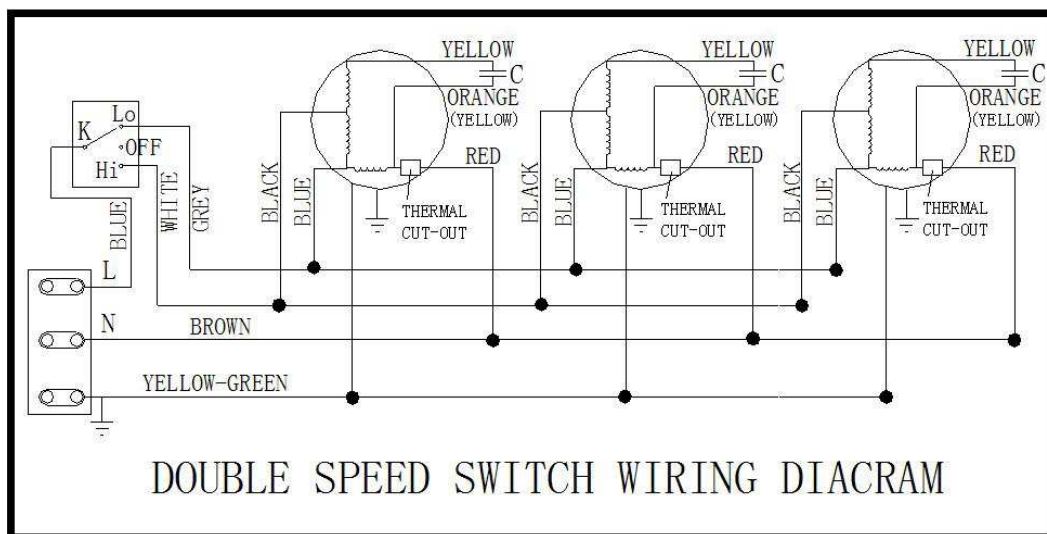 YELLOW
C
ORANGE
(YELLOW)
RED
BLACK
BLUE
THERMAL
CUT-OUT
YELLOW
C
ORANGE
(YELLOW)
RED
BLACK
BLUE
THERMAL
CUT-OUT
YELLOW
C
ORANGE
(YELLOW)
RED
BLACK
BLUE
THERMAL
CUT-OUT
Lo
K
OFF
Hi
BLUE
WHITE
GREY
L
N
BROWN
YELLOW-GREEN
DOUBLE SPEED SWITCH WIRING DIACRAM